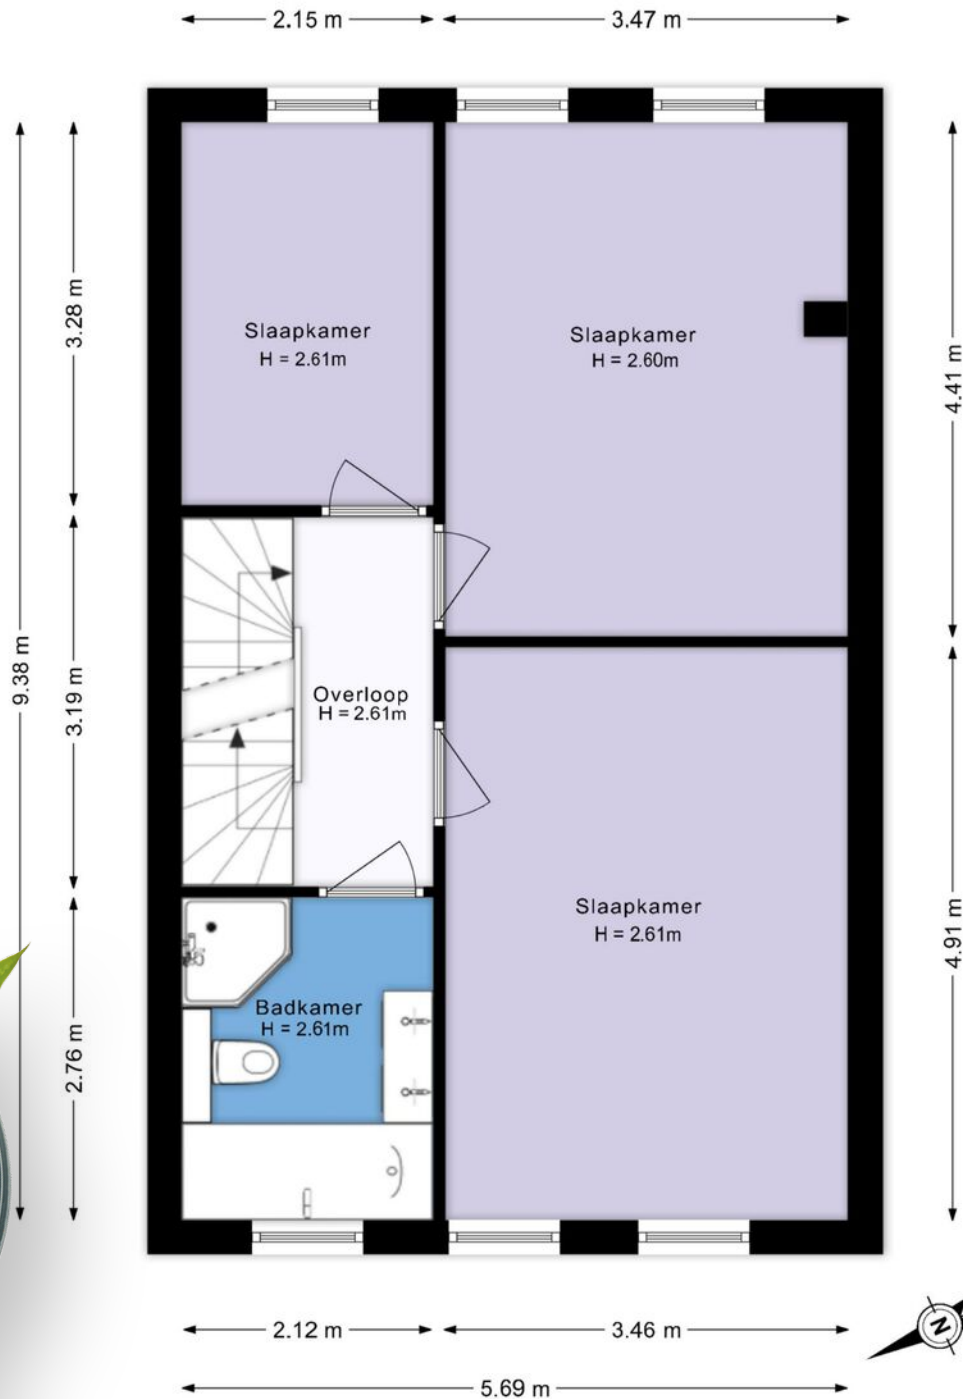 2.15 m
3.47 m
3.28 m
4.41 m
Slaapkamer
H = 2.61m
Slaapkamer
H = 2.60m
9.38 m
3.19 m
Overloop
H = 2.61m
Slaapkamer
H = 2.61m
4.91 m
Badkamer
H = 2.61m
2.76 m
2.12 m
3.46 m
5.69 m
N